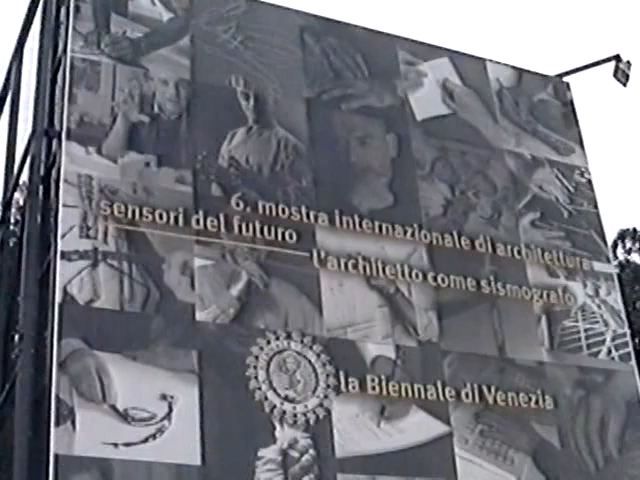 6. mostra internazionale di architettura
sensori del futuro
l'architetto come sismografo
la Biennale di Venezia